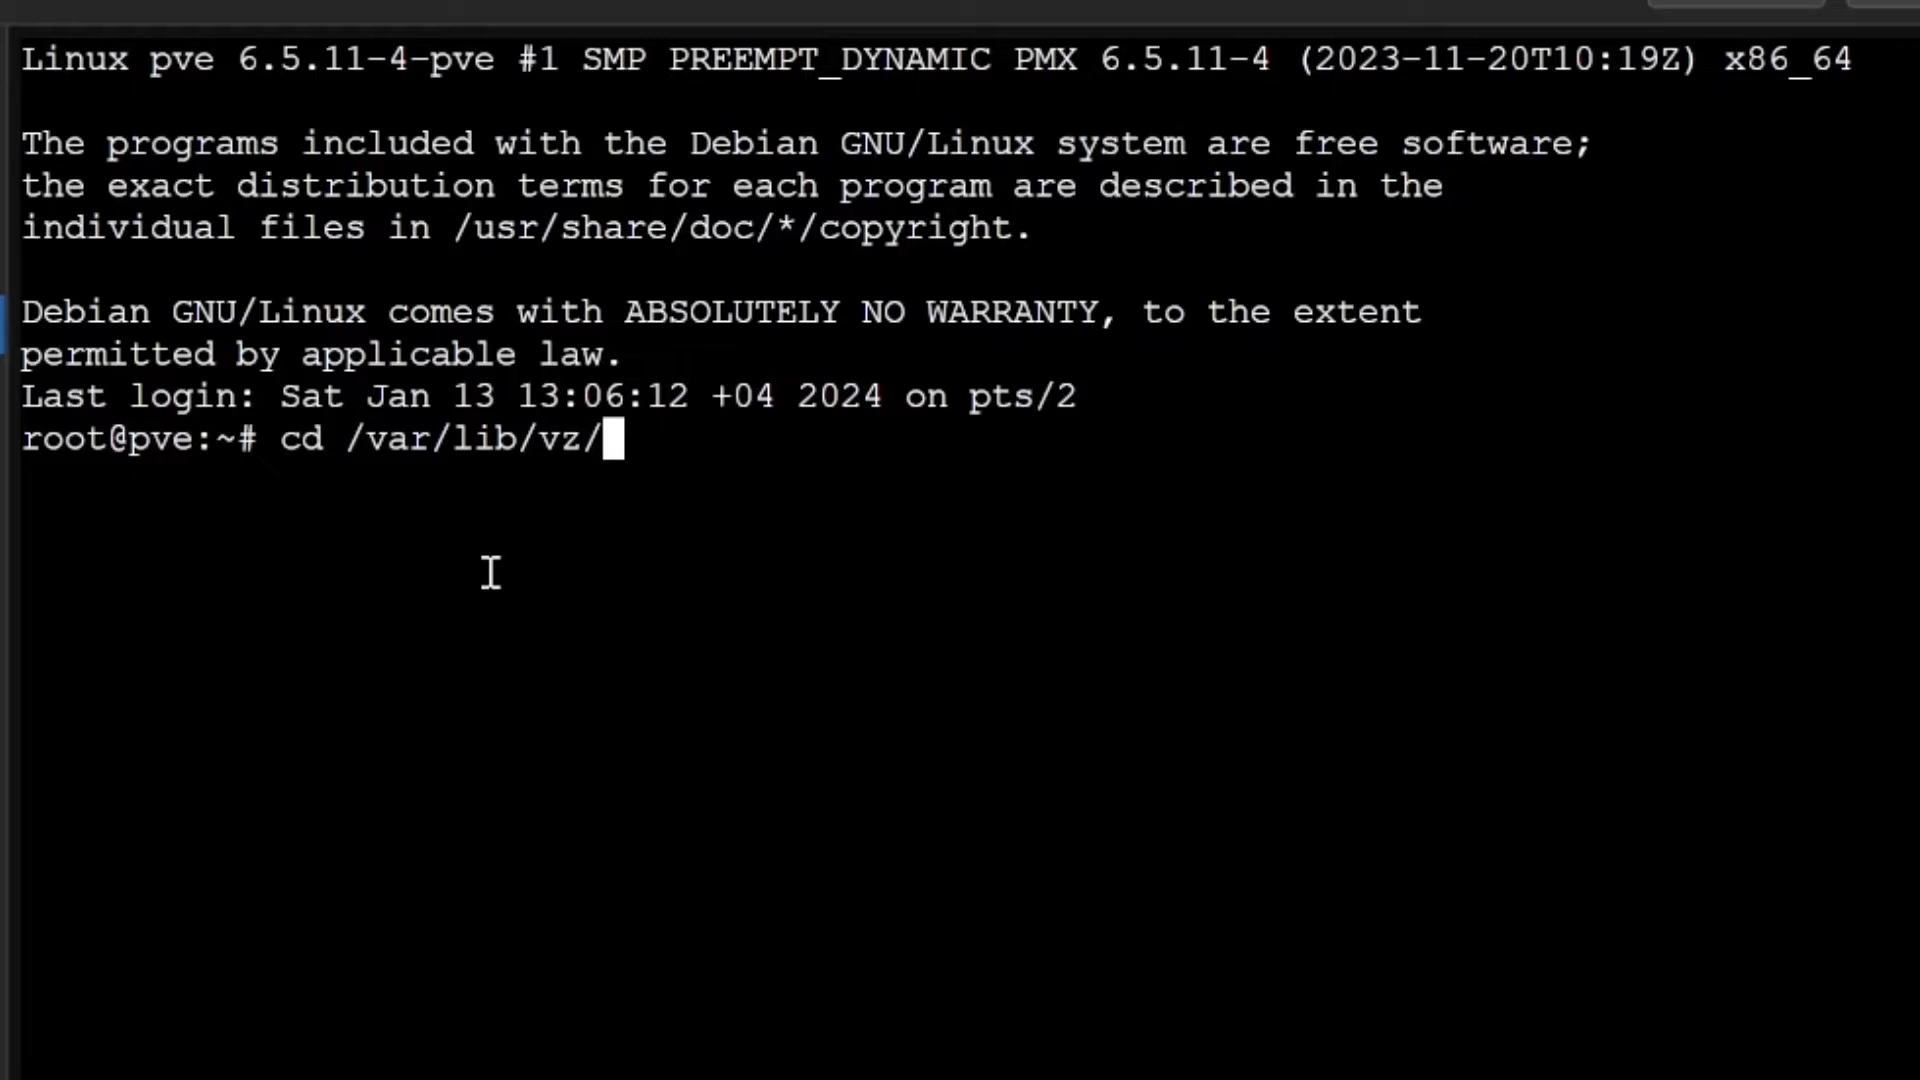 Linux pve 6.5.11-4-pve #1 SMP PREEMPT_DYNAMIC PMX 6.5.11-4 (2023-11-20T10:19Z) x86_64
The programs included with the Debian GNU/Linux system are free software;
the exact distribution terms for each program are described in the
individual files in /usr/share/doc/*/copyright.
Debian GNU/Linux comes with ABSOLUTELY NO WARRANTY, to the extent
permitted by applicable law.
Last login: Sat Jan 13 13:06:12 +04 2024 on pts/2
root@pve:~# cd /var/lib/vz/